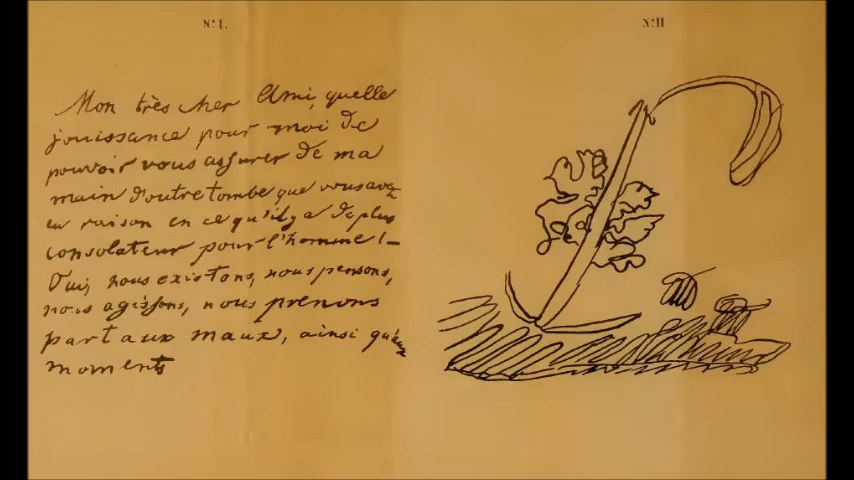 N° I.
Mon très cher Ami, quelle
jouissance pour moi de
pouvoir vous assurer de ma
main d'outre tombe que vous avez
eu raison en ce qu'il y a de plus
consolateur pour l'homme! —
Oui, nous existons, nous pensons,
nous agissons, nous prenons
part aux maux, ainsi qu'aux
moments
N° II